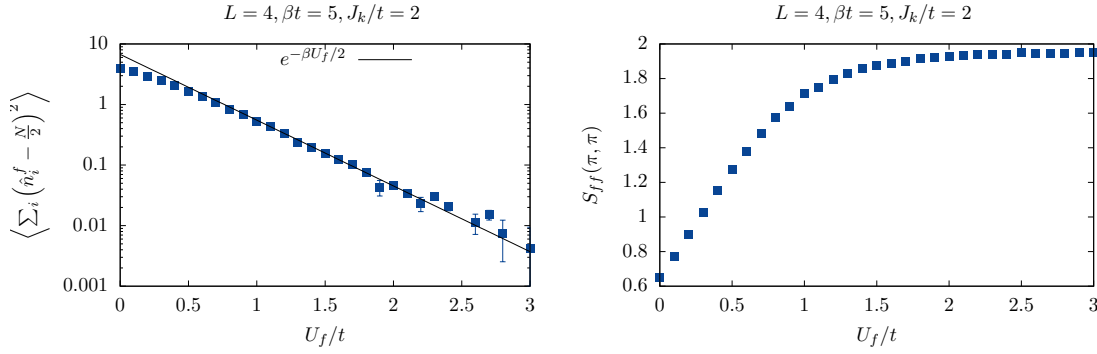 L = 4, βt = 5, J_k/t = 2
⟨∑_i (n̂_i^f − N/2)^2⟩
10
1
0.1
0.01
0.001
e^{−βU_f/2}
0 0.5 1 1.5 2 2.5 3
U_f/t
L = 4, βt = 5, J_k/t = 2
S_{ff}(π, π)
2
1.8
1.6
1.4
1.2
1
0.8
0.6
0 0.5 1 1.5 2 2.5 3
U_f/t